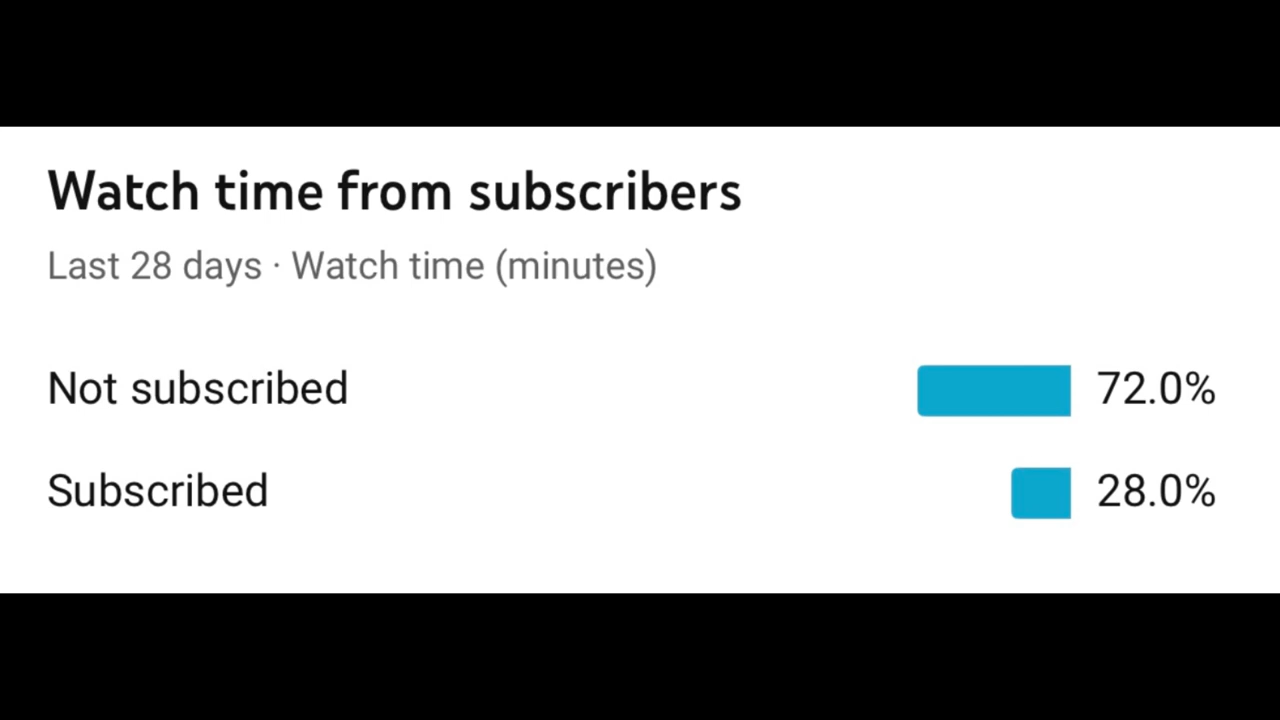 Watch time from subscribers
Last 28 days · Watch time (minutes)
Not subscribed 72.0%
Subscribed 28.0%